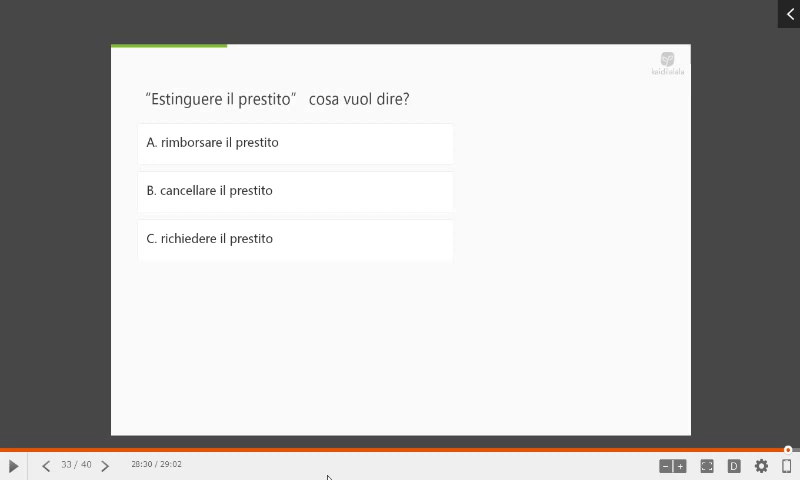 “Estinguere il prestito” cosa vuol dire?
A. rimborsare il prestito
B. cancellare il prestito
C. richiedere il prestito
33 / 40
28:30 / 29:02
D